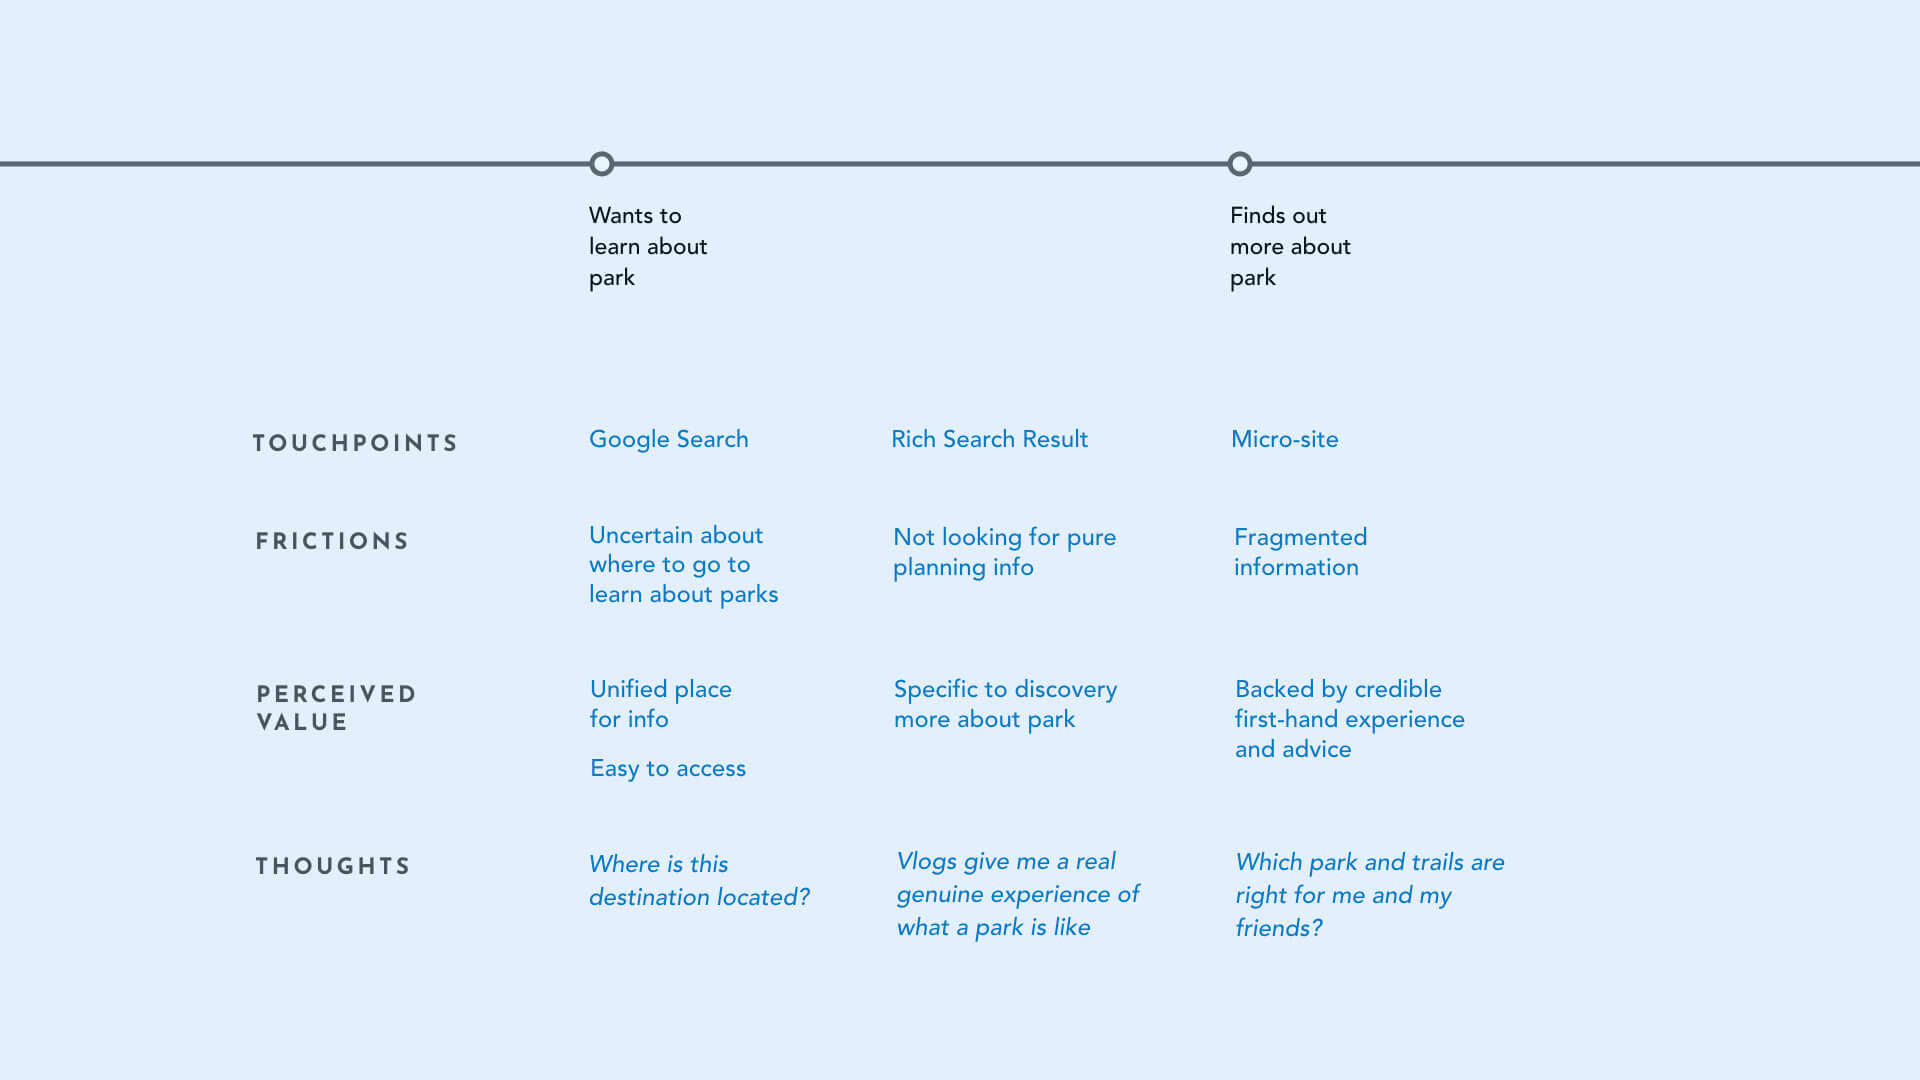 Wants to
learn about
park
Finds out
more about
park
TOUCHPOINTS
Google Search
Rich Search Result
Micro-site
FRICTIONS
Uncertain about
where to go to
learn about parks
Not looking for pure
planning info
Fragmented
information
PERCEIVED
VALUE
Unified place
for info
Easy to access
Specific to discovery
more about park
Backed by credible
first-hand experience
and advice
THOUGHTS
Where is this
destination located?
Vlogs give me a real
genuine experience of
what a park is like
Which park and trails are
right for me and my
friends?